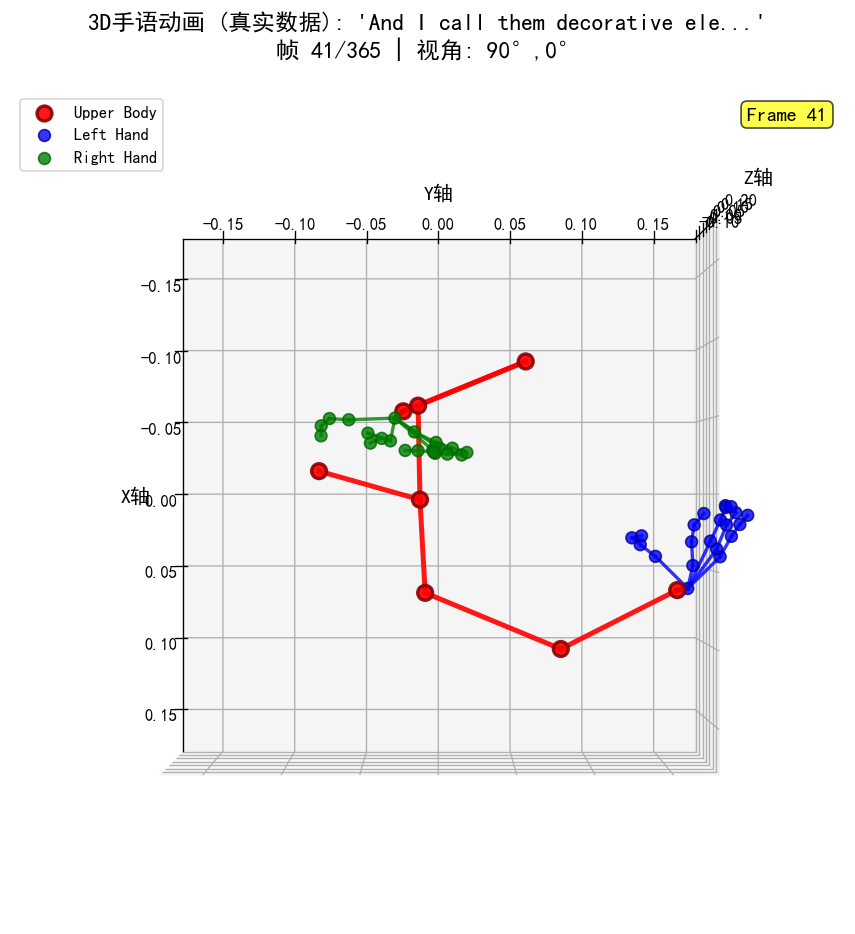 3D手语动画 (真实数据): 'And I call them decorative ele...'
帧 41/365 | 视角: 90°,0°
Upper Body
Left Hand
Right Hand
Frame 41
Z轴
Y轴
-0.15 -0.10 -0.05 0.00 0.05 0.10 0.15
-0.15
-0.10
-0.05
X轴
0.00
0.05
0.10
0.15